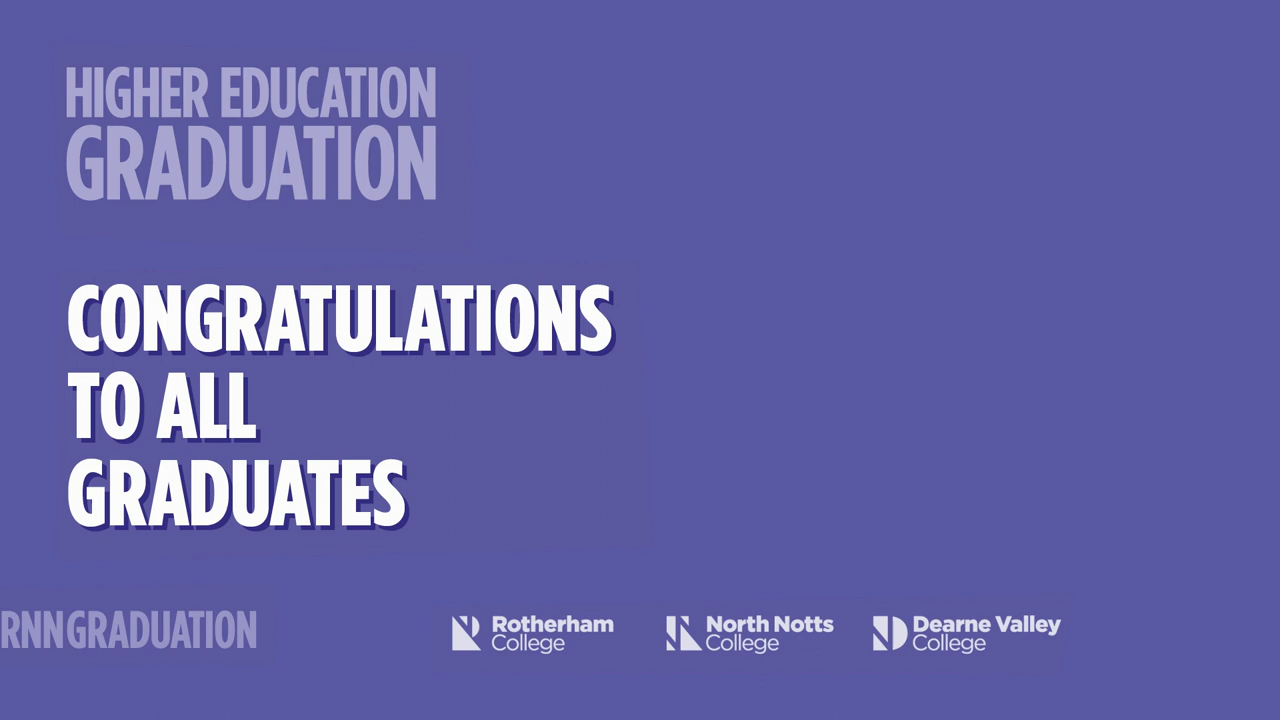 HIGHER EDUCATION
GRADUATION
CONGRATULATIONS
TO ALL
GRADUATES
RNNGRADUATION
Rotherham
College
North Notts
College
Dearne Valley
College